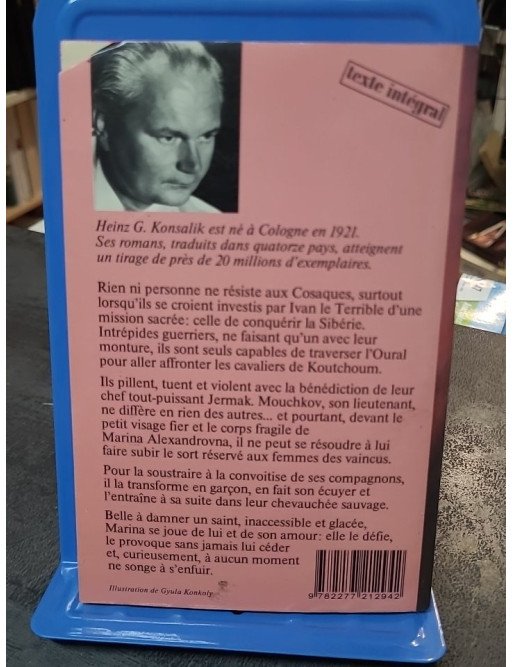 texte intégral
Heinz G. Konsalik est né à Cologne en 1921.
Ses romans, traduits dans quatorze pays, atteignent
un tirage de près de 20 millions d'exemplaires.
Rien ni personne ne résiste aux Cosaques, surtout
lorsqu'ils se croient investis par Ivan le Terrible d'une
mission sacrée: celle de conquérir la Sibérie.
Intrépides guerriers, ne faisant qu'un avec leur
monture, ils sont seuls capables de traverser l'Oural
pour aller affronter les cavaliers de Koutchoum.
Ils pillent, tuent et violent avec la bénédiction de leur
chef tout-puissant Jermak. Mouchkov, son lieutenant,
ne diffère en rien des autres... et pourtant, devant le
petit visage fier et le corps fragile de
Marina Alexandrovna, il ne peut se résoudre à lui
faire subir le sort réservé aux femmes des vaincus.
Pour la soustraire à la convoitise de ses compagnons,
il la transforme en garçon, en fait son écuyer et
l'entraîne à sa suite dans leur chevauchée sauvage.
Belle à damner un saint, inaccessible et glacée,
Marina se joue de lui et de son amour: elle le défie,
le provoque sans jamais lui céder
et, curieusement, à aucun moment
ne songe à s'enfuir.
Illustration de Gyula Konkoly
9 782277 212942